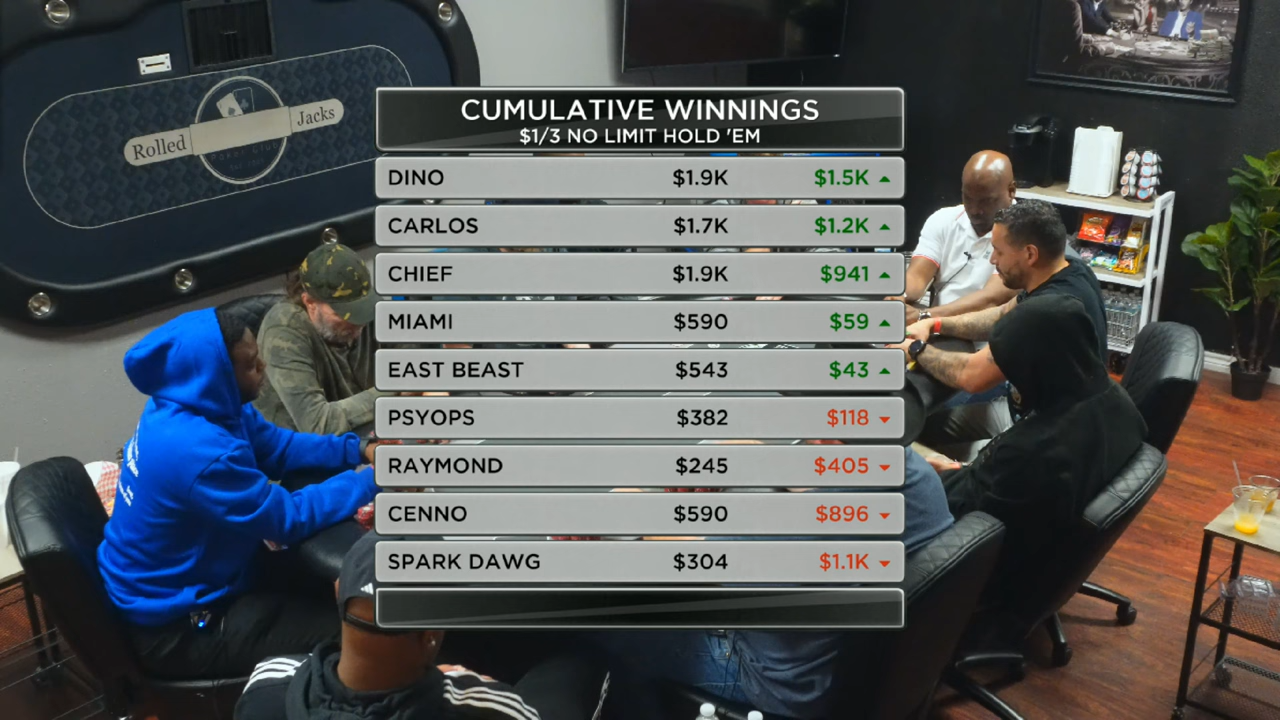 Rolled Jacks
CUMULATIVE WINNINGS
$1/3 NO LIMIT HOLD 'EM
DINO $1.9K $1.5K
CARLOS $1.7K $1.2K
CHIEF $1.9K $941
MIAMI $590 $59
EAST BEAST $543 $43
PSYOPS $382 $118
RAYMOND $245 $405
CENNO $590 $896
SPARK DAWG $304 $1.1K